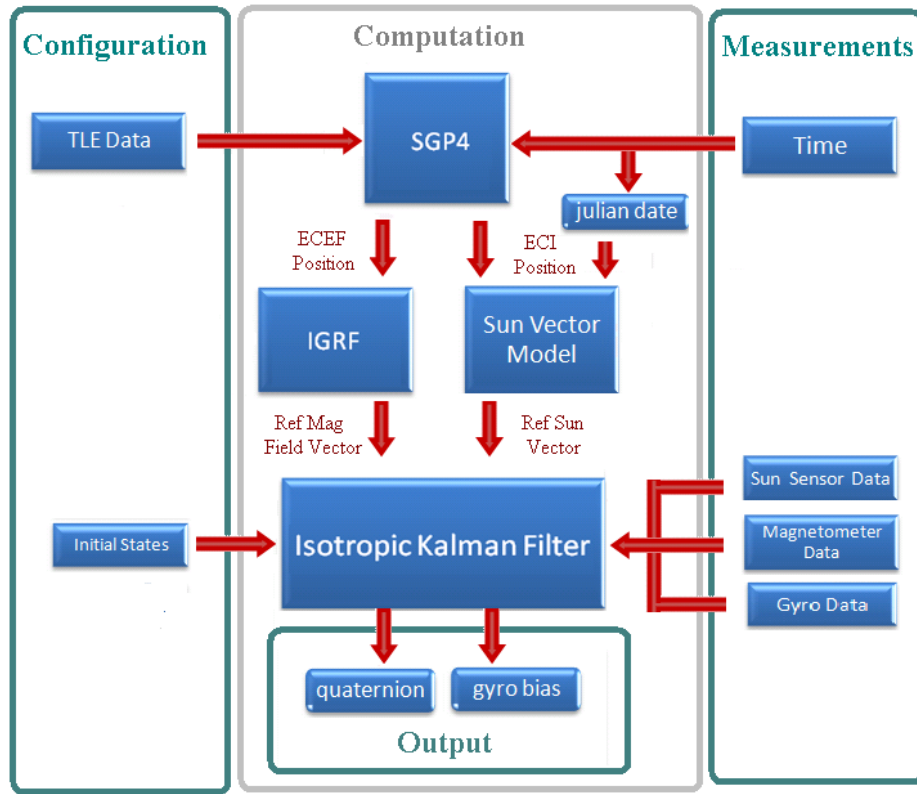 Configuration
Computation
Measurements
TLE Data
SGP4
Time
julian date
ECEF
Position
ECI
Position
IGRF
Sun Vector
Model
Ref Mag
Field Vector
Ref Sun
Vector
Sun Sensor Data
Initial States
Isotropic Kalman Filter
Magnetometer
Data
Gyro Data
quaternion
gyro bias
Output